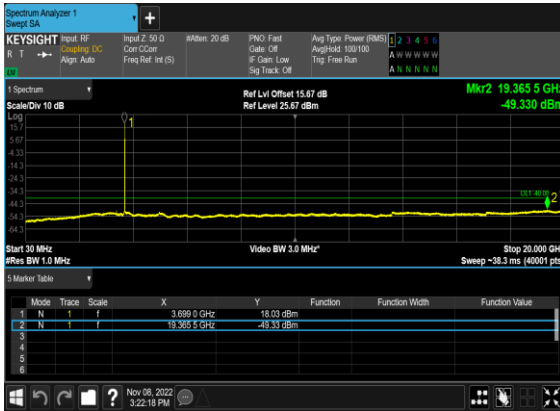 Spectrum Analyzer 1
Swept SA
KEYSIGHT Input: RF Input Z: 50 Ω #Atten: 20 dB PNO: Fast Avg Type: Power (RMS) 1 2 3 4 5 6
R T Coupling: DC Corr CCorr Gate: Off Avg|Hold: 100/100 A W W W W W
Align: Auto Freq Ref: Int (S) IF Gain: Low Trig: Free Run
Sig Track: Off A N N N N N
1 Spectrum
Scale/Div 10 dB Ref Lvl Offset 15.67 dB Mkr2 19.365 5 GHz
Ref Level 25.67 dBm -49.330 dBm
Log
15.7
5.67
-4.33
-14.3
-24.3
-34.3
-44.3
-54.3
-64.3
1
DL1 -40.00
2
Start 30 MHz Video BW 3.0 MHz* Stop 20.000 GHz
#Res BW 1.0 MHz Sweep ~38.3 ms (40001 pts)
5 Marker Table
Mode Trace Scale X Y Function Function Width Function Value
1 N 1 f 3.699 0 GHz 18.03 dBm
2 N 1 f 19.365 5 GHz -49.33 dBm
3
4
5
6
Nov 08, 2022
3:22:18 PM